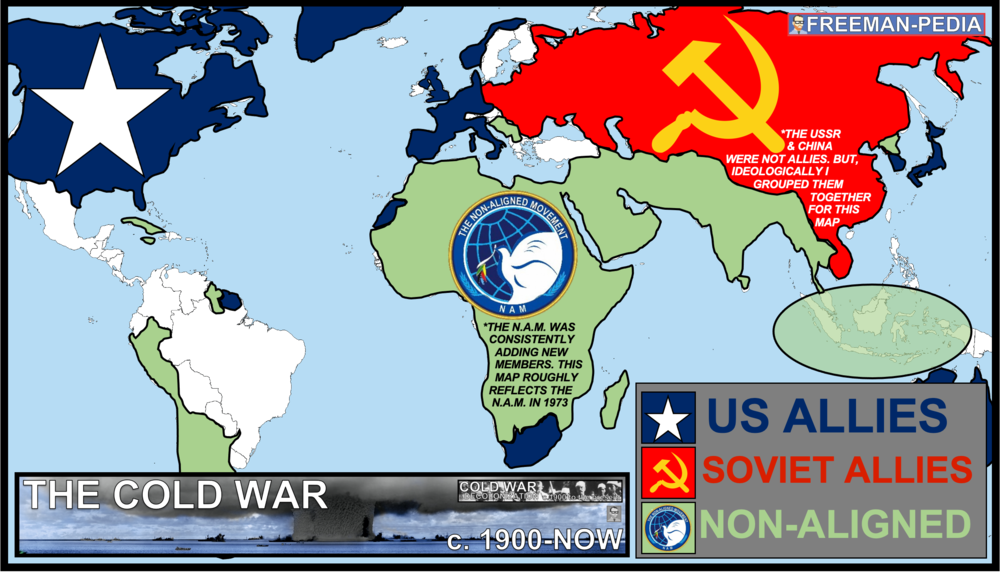 FREEMAN-PEDIA
*THE USSR
& CHINA
WERE NOT ALLIES. BUT,
IDEOLOGICALLY I
GROUPED THEM
TOGETHER
FOR THIS
MAP
THE NON-ALIGNED MOVEMENT
NAM
*THE N.A.M. WAS
CONSISTENTLY
ADDING NEW
MEMBERS. THIS
MAP ROUGHLY
REFLECTS THE
N.A.M. IN 1973
US ALLIES
SOVIET ALLIES
NON-ALIGNED
THE COLD WAR
COLD WAR
c. 1900-NOW